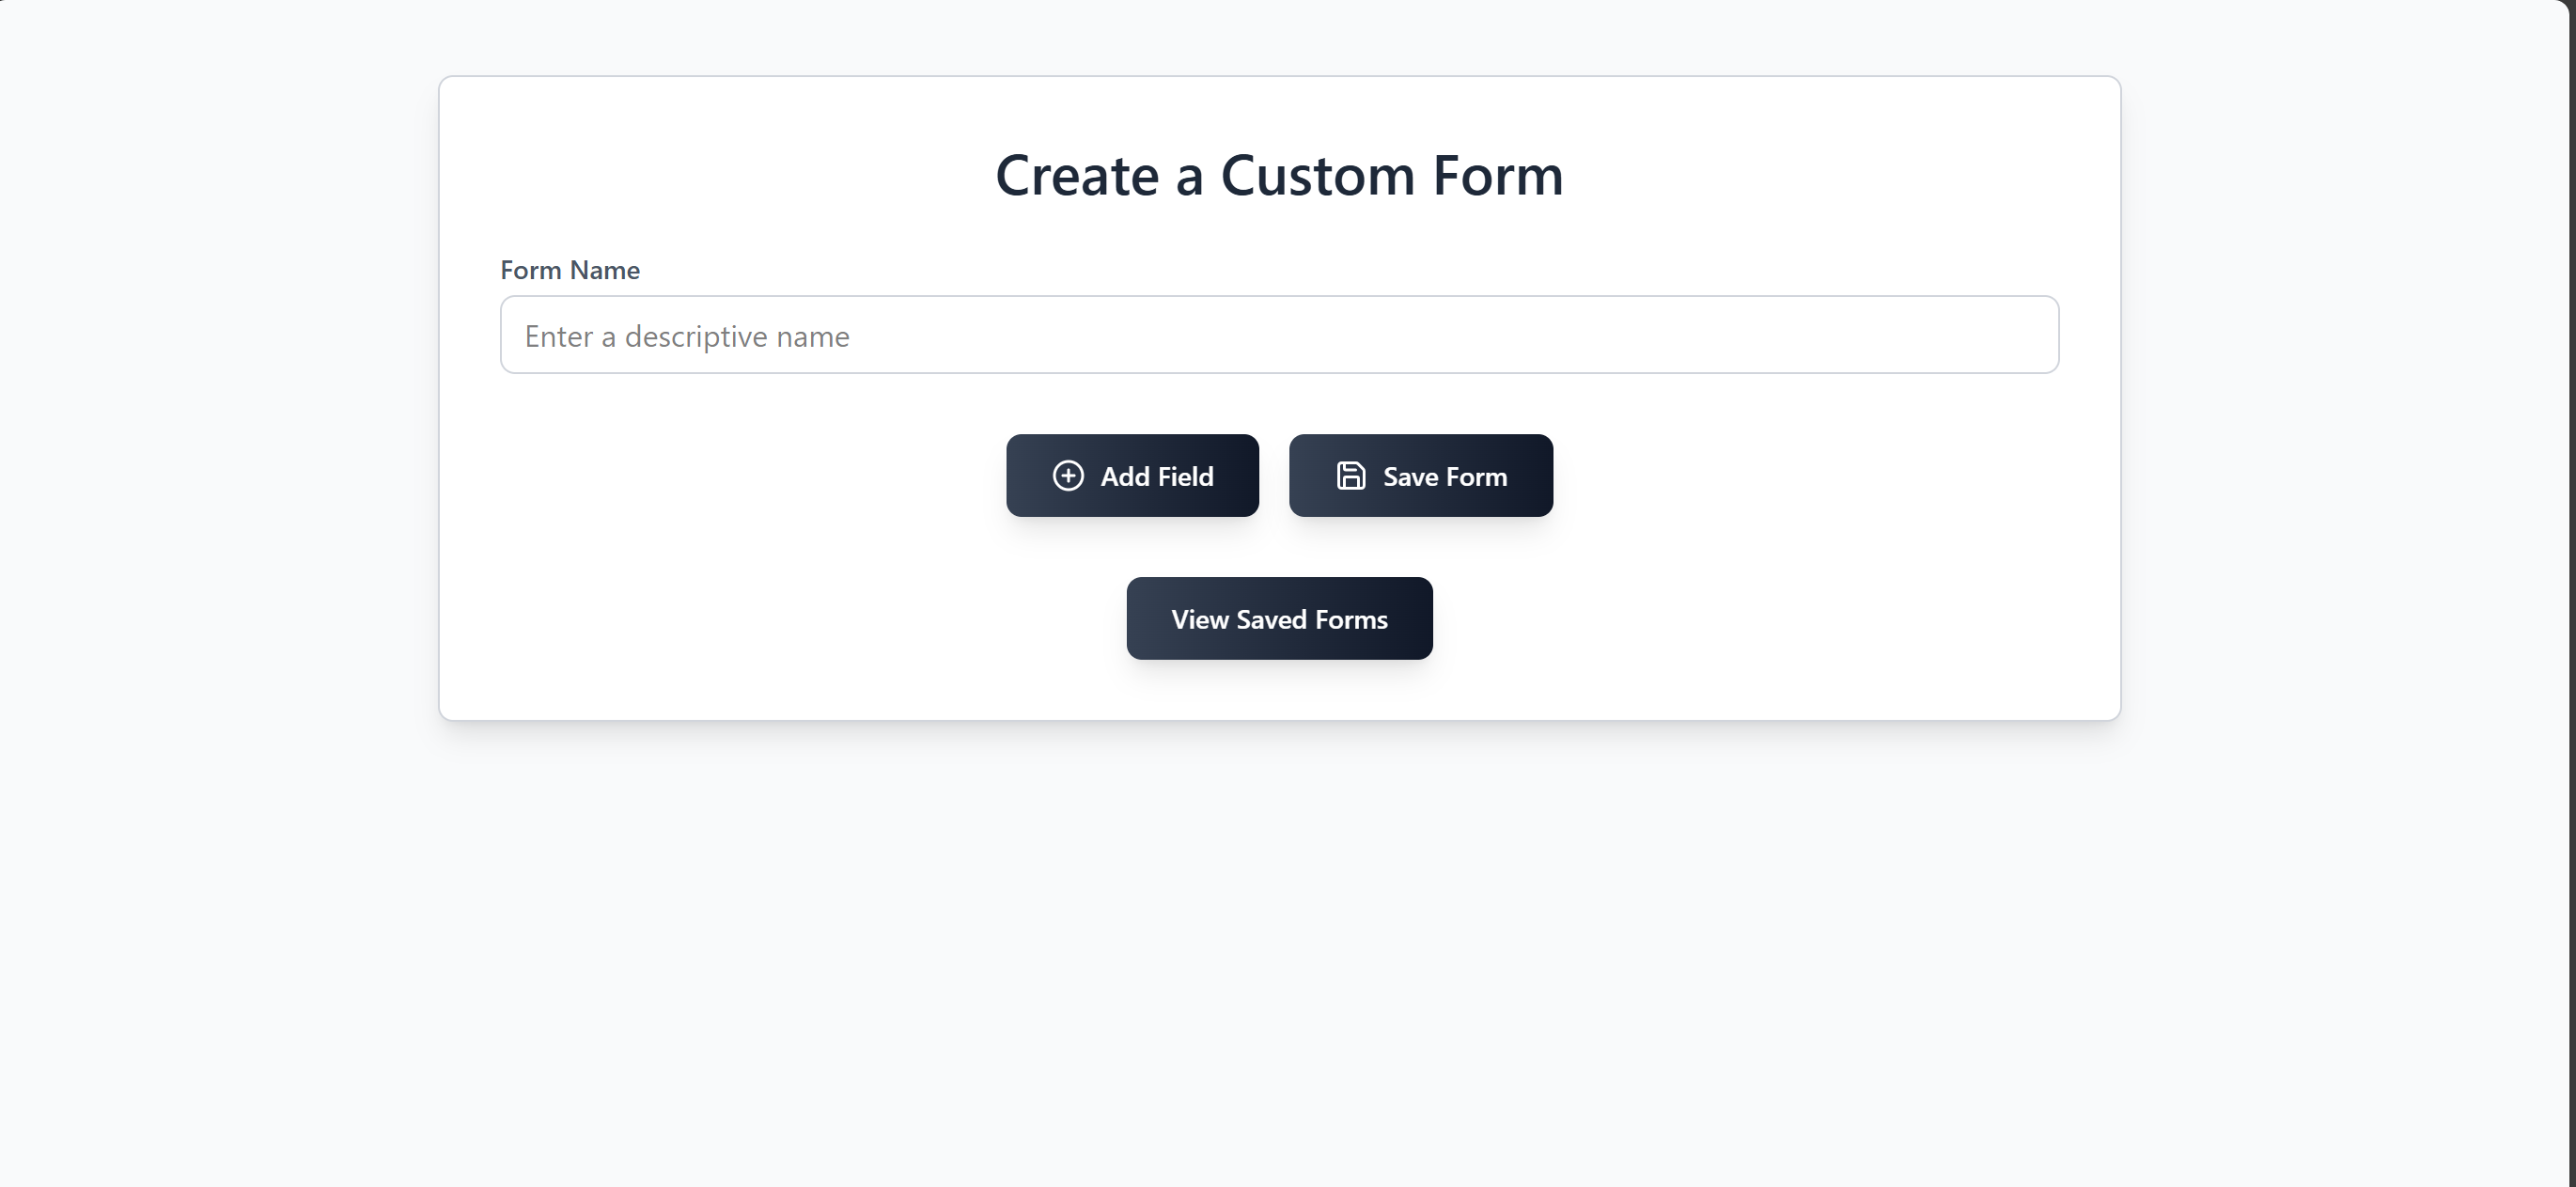 Create a Custom Form
Form Name
Enter a descriptive name
Add Field
Save Form
View Saved Forms